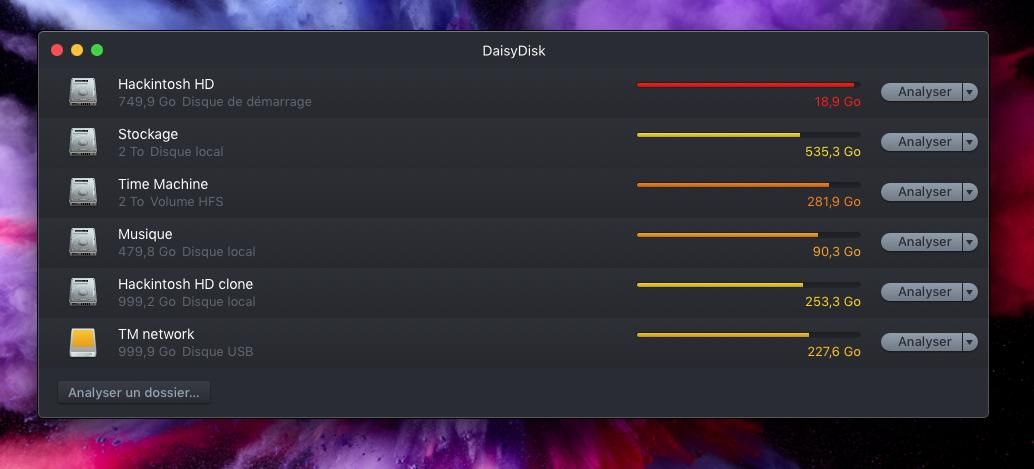 DaisyDisk
Hackintosh HD
749,9 Go Disque de démarrage
18,9 Go
Analyser
Stockage
2 To Disque local
535,3 Go
Analyser
Time Machine
2 To Volume HFS
281,9 Go
Analyser
Musique
479,8 Go Disque local
90,3 Go
Analyser
Hackintosh HD clone
999,2 Go Disque local
253,3 Go
Analyser
TM network
999,9 Go Disque USB
227,6 Go
Analyser
Analyser un dossier...